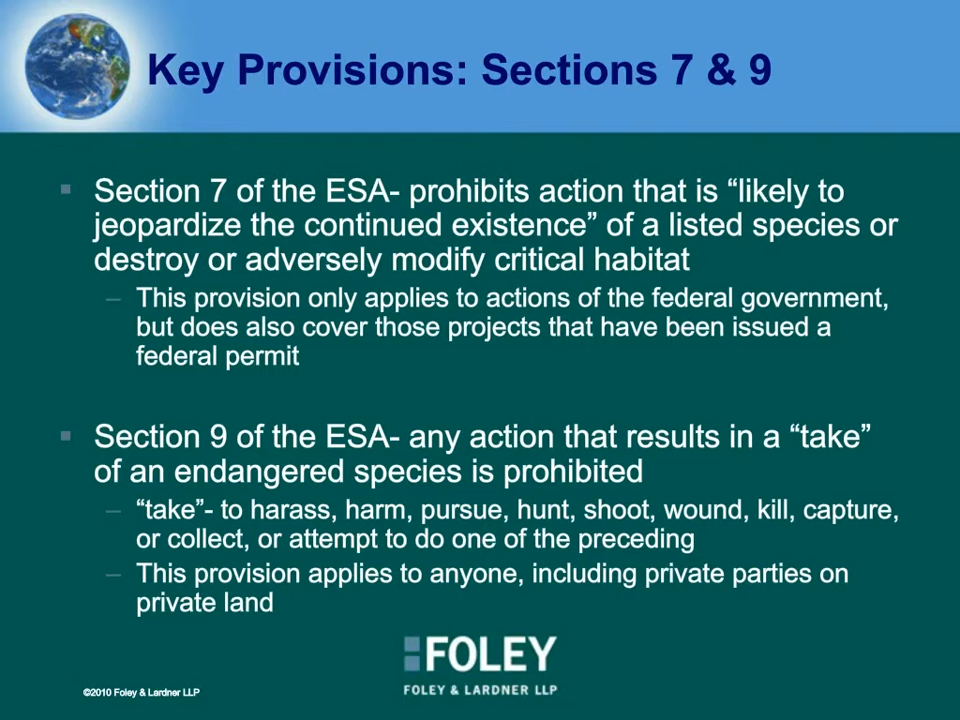 Key Provisions: Sections 7 & 9
Section 7 of the ESA- prohibits action that is “likely to
jeopardize the continued existence” of a listed species or
destroy or adversely modify critical habitat
– This provision only applies to actions of the federal government,
but does also cover those projects that have been issued a
federal permit
Section 9 of the ESA- any action that results in a “take”
of an endangered species is prohibited
– “take”- to harass, harm, pursue, hunt, shoot, wound, kill, capture,
or collect, or attempt to do one of the preceding
– This provision applies to anyone, including private parties on
private land
FOLEY
FOLEY & LARDNER LLP
©2010 Foley & Lardner LLP